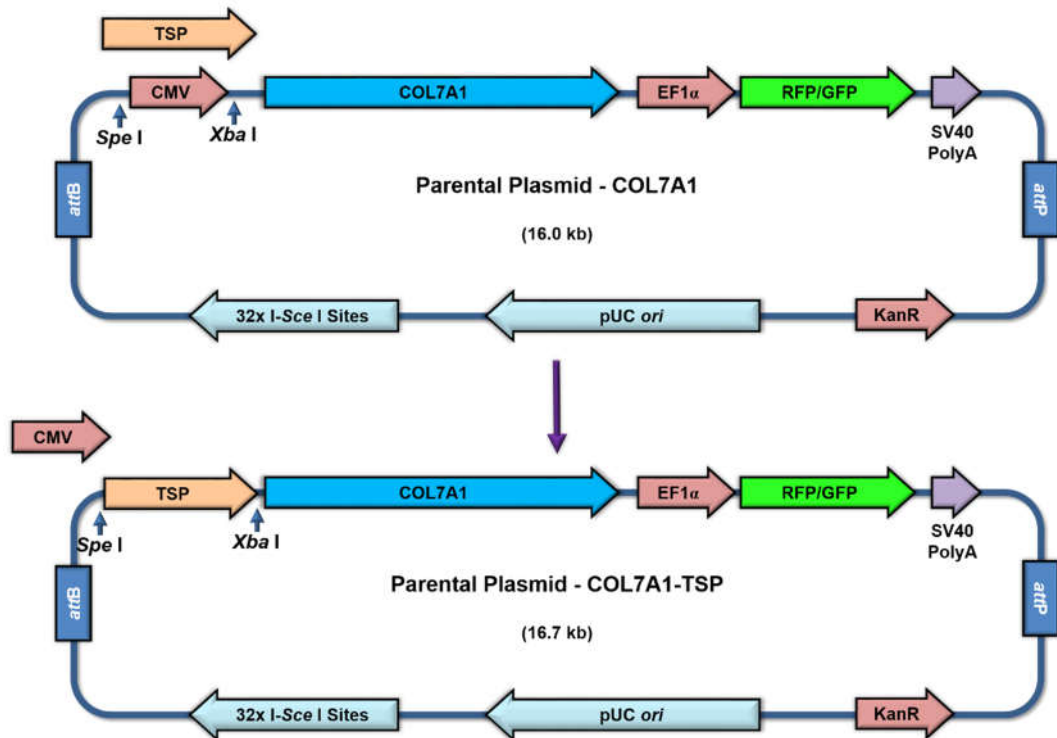 TSP
CMV
COL7A1
EF1α
RFP/GFP
Spe I
Xba I
SV40
PolyA
attB
Parental Plasmid - COL7A1
(16.0 kb)
attP
32x I-Sce I Sites
pUC ori
KanR
CMV
TSP
COL7A1
EF1α
RFP/GFP
Spe I
Xba I
SV40
PolyA
attB
Parental Plasmid - COL7A1-TSP
(16.7 kb)
attP
32x I-Sce I Sites
pUC ori
KanR